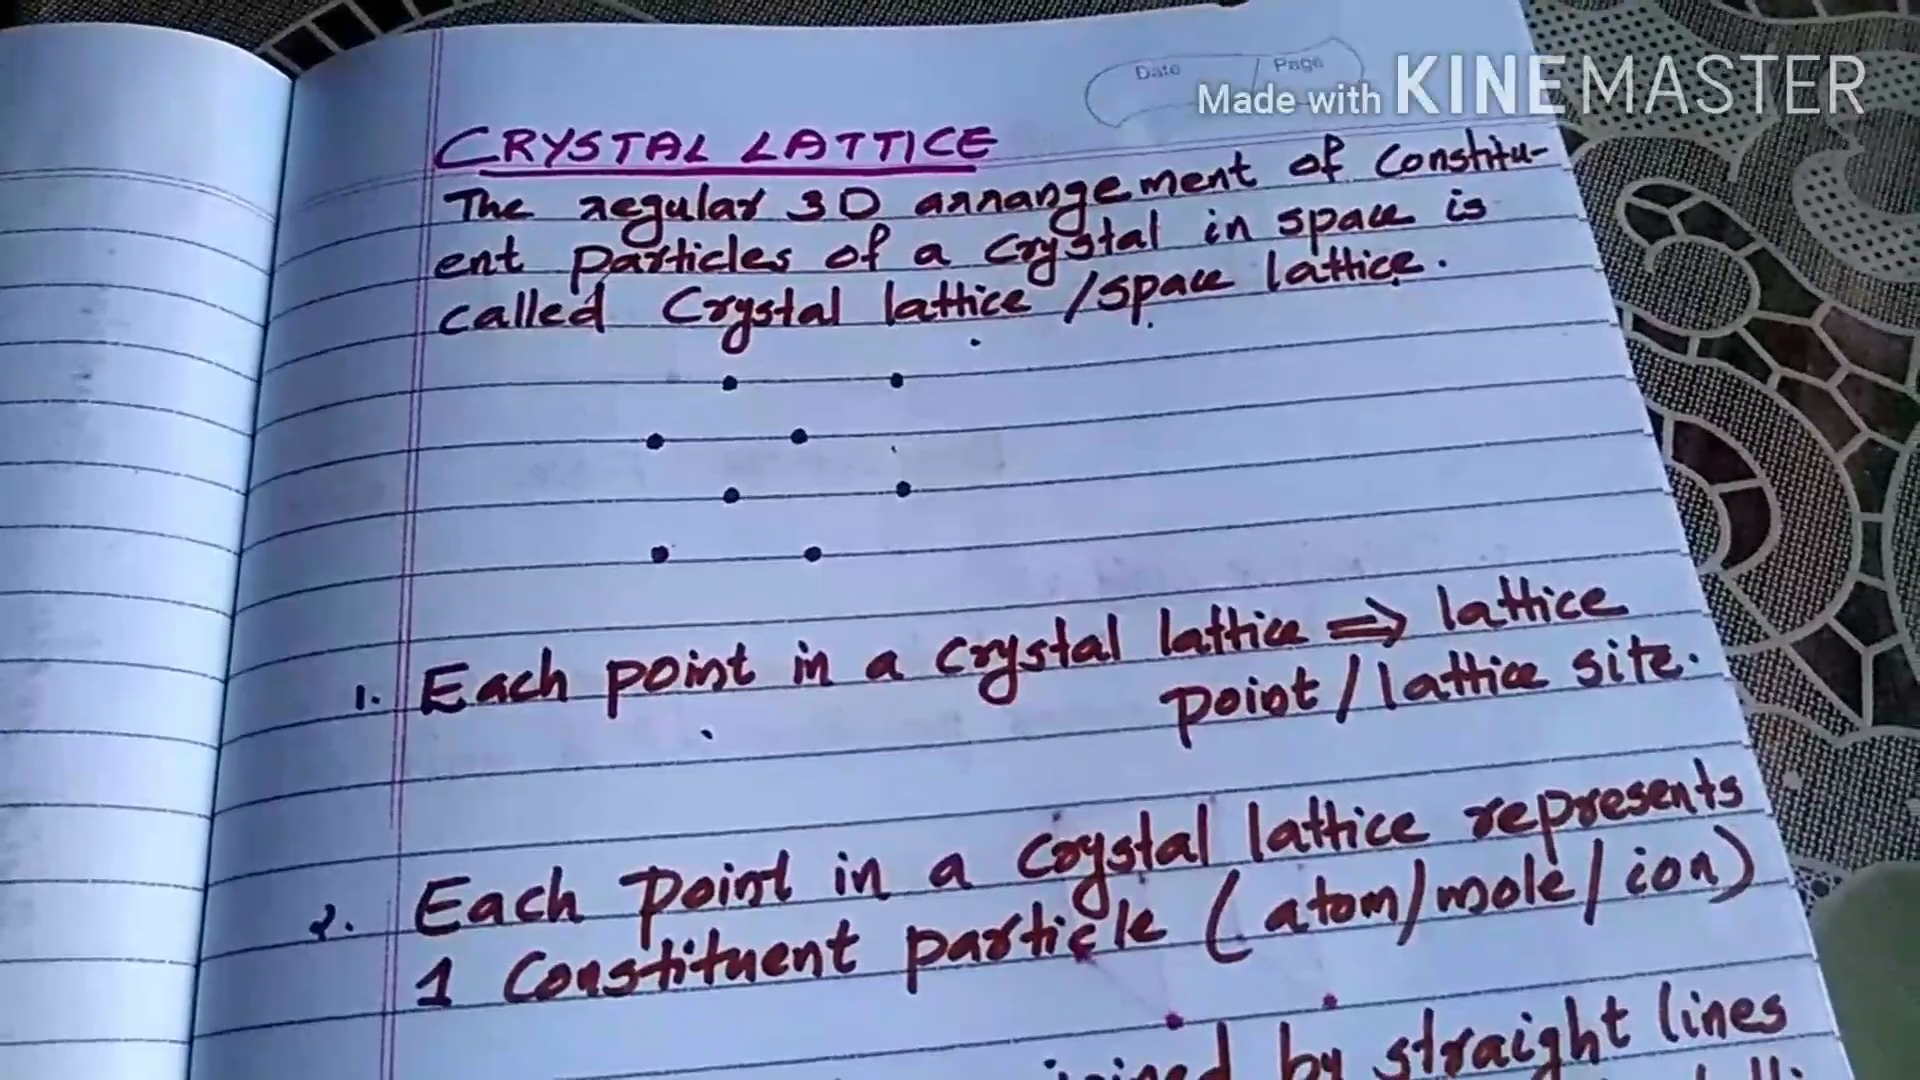 Date Page
Made with KINEMASTER
CRYSTAL LATTICE
The regular 3D arrangement of Constitu-
ent particles of a crystal in space is
called Crystal lattice /space lattice.
1. Each point in a crystal lattice ⇒ lattice
point/lattice site.
2. Each point in a crystal lattice represents
1 Constituent particle (atom/mole/ion)
joined by straight lines